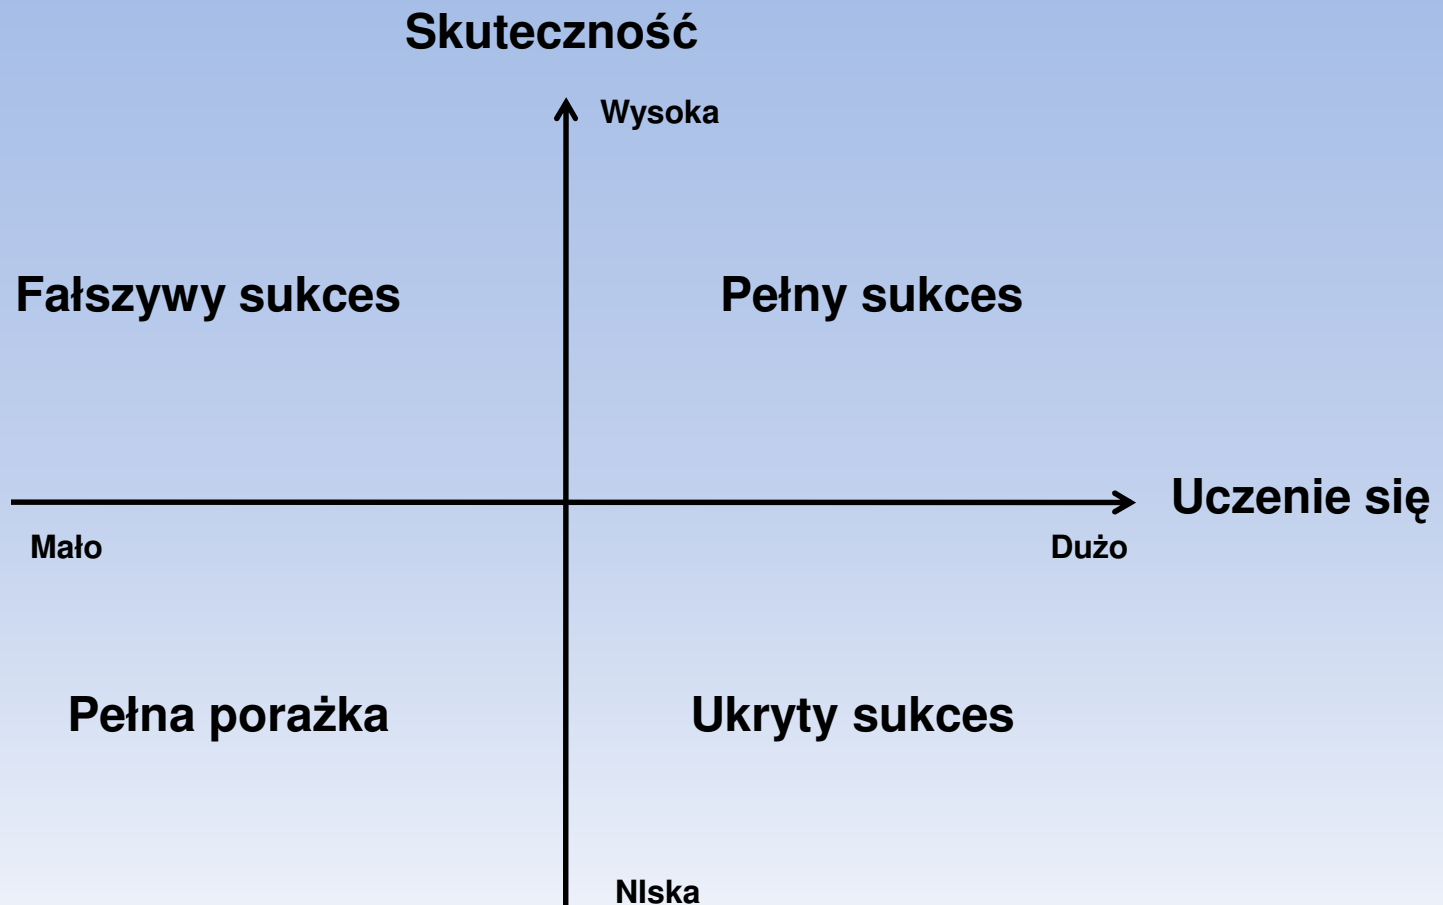 Skuteczność
Wysoka
Fałszywy sukces
Pełny sukces
Uczenie się
Mało
Dużo
Pełna porażka
Ukryty sukces
NIska